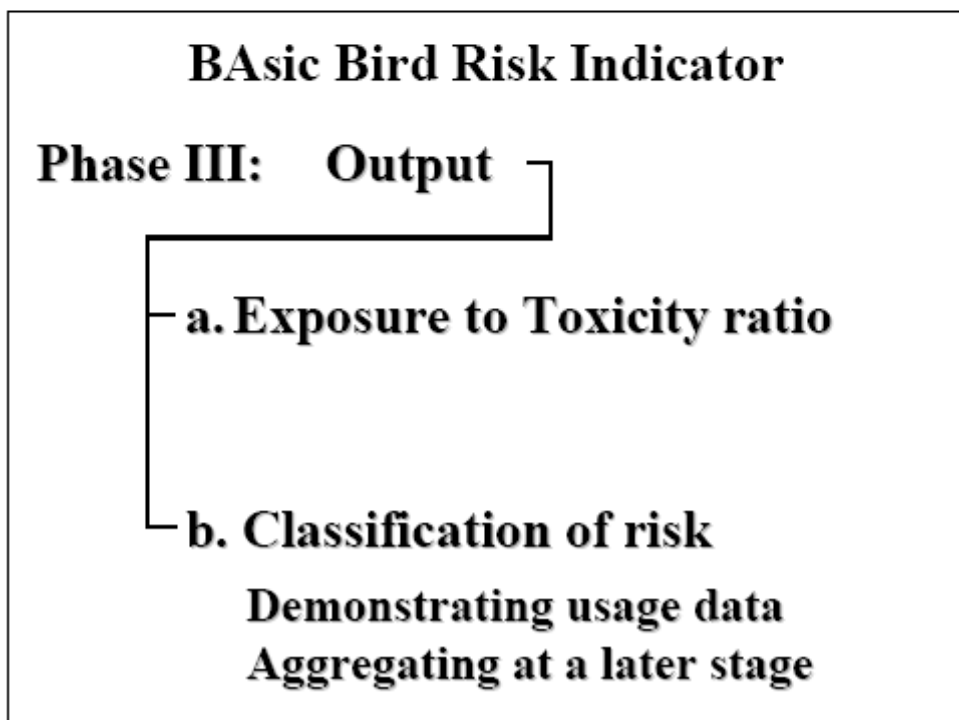 BAsic Bird Risk Indicator
Phase III: Output
a. Exposure to Toxicity ratio
b. Classification of risk
Demonstrating usage data
Aggregating at a later stage